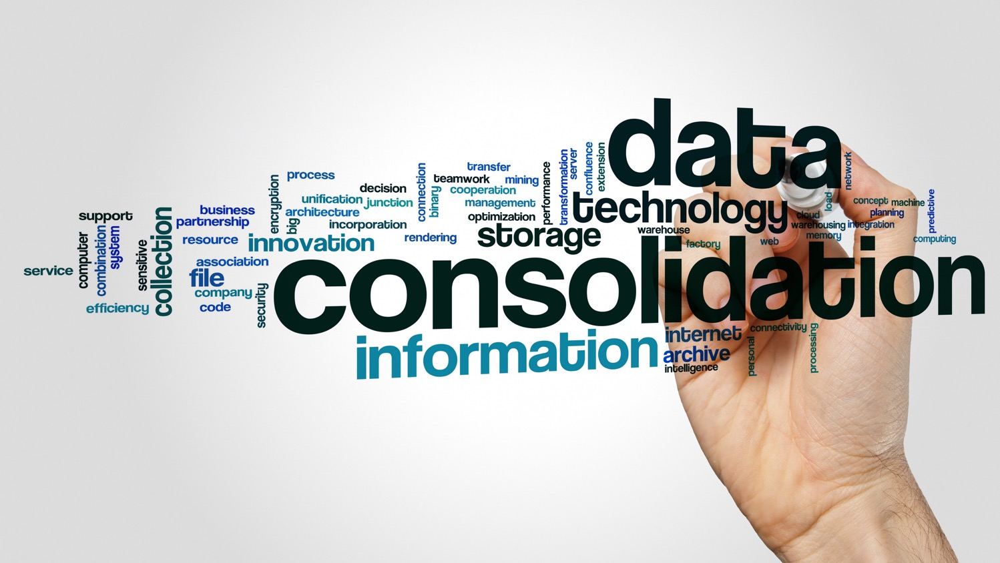 data
technology
consolidation
information
storage
innovation
collection
file
internet
archive
intelligence
service
support
computer
combination
system
sensitive
efficiency
business
partnership
resource
association
company
code
security
encryption
big
process
unification
architecture
incorporation
decision
junction
connection
binary
rendering
transfer
teamwork
mining
cooperation
management
optimization
performance
transformation
server
confluence
extension
warehouse
factory
web
cloud
warehousing
memory
load
network
integration
concept
machine
planning
predictive
computing
connectivity
personal
processing